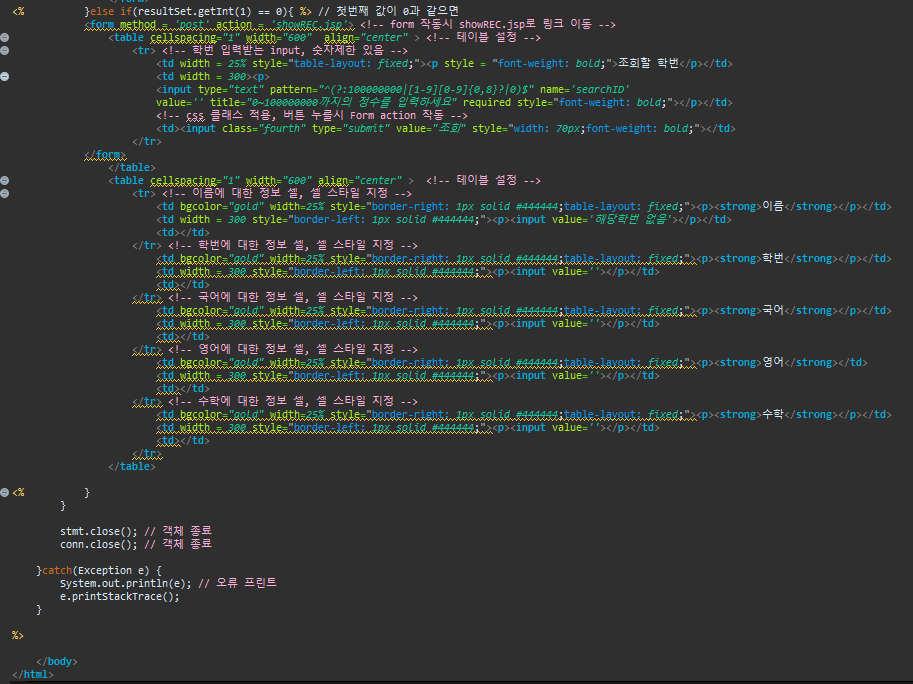 <%          }else if(resultSet.getInt(1) == 0){ %> // 첫번째 값이 0과 같으면
<form method = 'post' action = 'showREC.jsp'> <!-- form 작동시 showREC.jsp로 링크 이동 -->
<table cellspacing="1" width="600"  align="center" > <!-- 테이블 설정 -->
<tr> <!-- 학번 입력받는 input, 숫자제한 있음 -->
<td width = 25% style="table-layout: fixed;"><p style = "font-weight: bold;">조회할 학번</p></td>
<td width = 300><p>
<input type="text" pattern="^(?:100000000|[1-9][0-9]{0,8}?|0)$" name='searchID'
value='' title="0~100000000까지의 정수를 입력하세요" required style="font-weight: bold;"></p></td>
<!-- css 클래스 적용, 버튼 누를시 Form action 작동 -->
<td><input class="fourth" type="submit" value="조회" style="width: 70px;font-weight: bold;"></td>
</tr>
</form>
</table>
<table cellspacing="1" width="600" align="center" >  <!-- 테이블 설정 -->
<tr> <!-- 이름에 대한 정보 셀, 셀 스타일 지정 -->
<td bgcolor="gold" width=25% style="border-right: 1px solid #444444;table-layout: fixed;"><p><strong>이름</strong></p></td>
<td width = 300 style="border-left: 1px solid #444444;"><p><input value='해당학번 없음'></p></td>
<td></td>
</tr> <!-- 학번에 대한 정보 셀, 셀 스타일 지정 -->
<td bgcolor="gold" width=25% style="border-right: 1px solid #444444;table-layout: fixed;"><p><strong>학번</strong></p></td>
<td width = 300 style="border-left: 1px solid #444444;"><p><input value=''></p></td>
<td></td>
</tr> <!-- 국어에 대한 정보 셀, 셀 스타일 지정 -->
<td bgcolor="gold" width=25% style="border-right: 1px solid #444444;table-layout: fixed;"><p><strong>국어</strong></p></td>
<td width = 300 style="border-left: 1px solid #444444;"><p><input value=''></p></td>
<td></td>
</tr> <!-- 영어에 대한 정보 셀, 셀 스타일 지정 -->
<td bgcolor="gold" width=25% style="border-right: 1px solid #444444;table-layout: fixed;"><p><strong>영어</strong></td>
<td width = 300 style="border-left: 1px solid #444444;"><p><input value=''></p></td>
<td></td>
</tr> <!-- 수학에 대한 정보 셀, 셀 스타일 지정 -->
<td bgcolor="gold" width=25% style="border-right: 1px solid #444444;table-layout: fixed;"><p><strong>수학</strong></p></td>
<td width = 300 style="border-left: 1px solid #444444;"><p><input value=''></p></td>
<td></td>
</tr>
</table>
<%          }
}
stmt.close(); // 객체 종료
conn.close(); // 객체 종료
}catch(Exception e) {
System.out.println(e); // 오류 프린트
e.printStackTrace();
}
%>
</body>
</html>